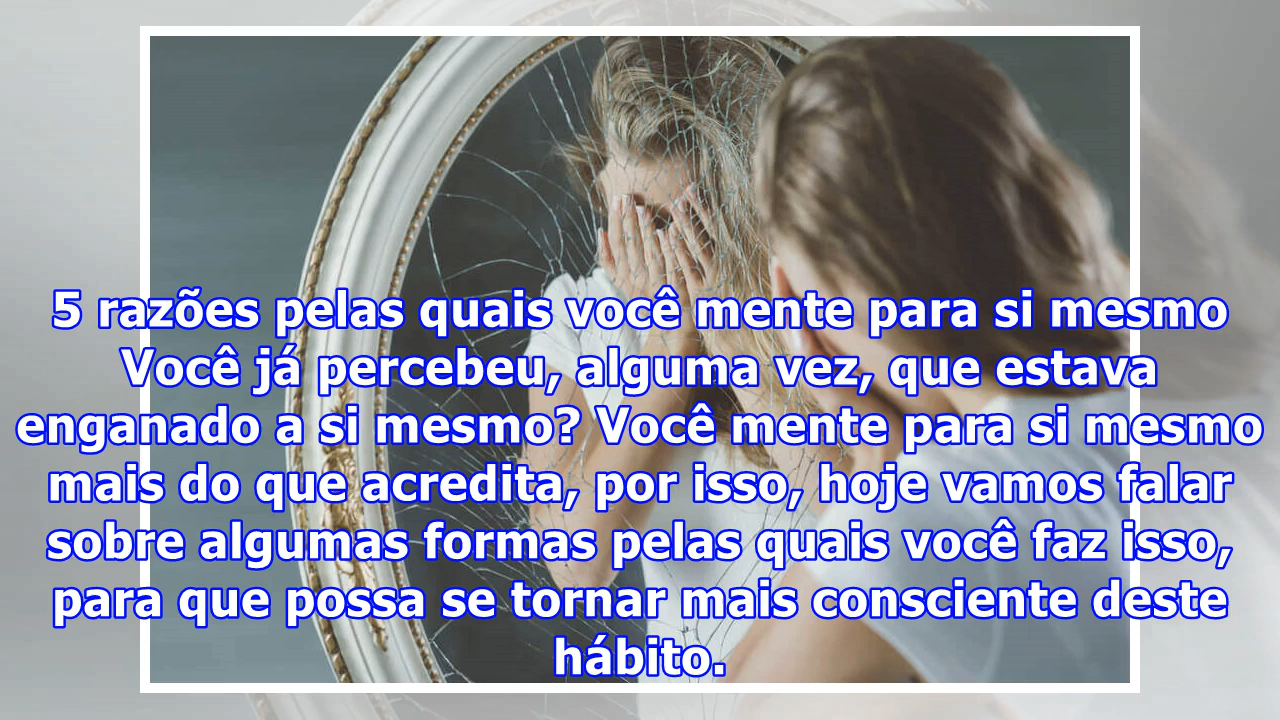 5 razões pelas quais você mente para si mesmo
Você já percebeu, alguma vez, que estava
enganado a si mesmo? Você mente para si mesmo
mais do que acredita, por isso, hoje vamos falar
sobre algumas formas pelas quais você faz isso,
para que possa se tornar mais consciente deste
hábito.